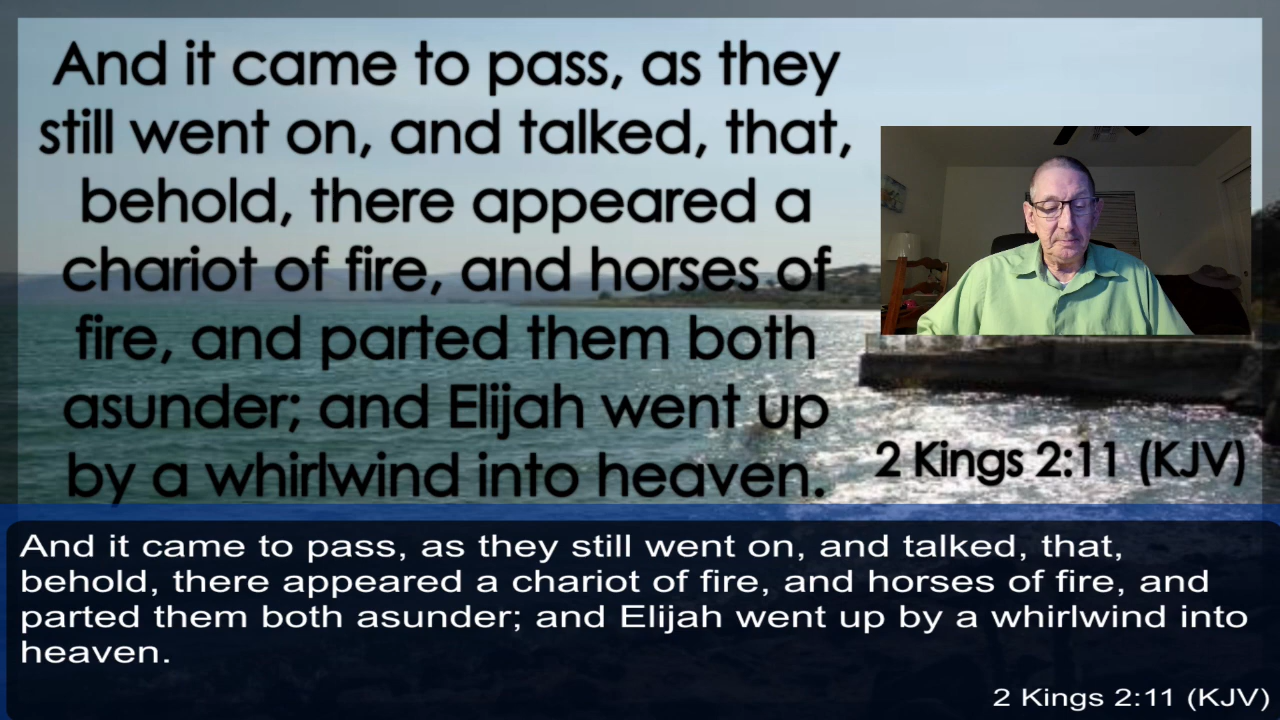 And it came to pass, as they
still went on, and talked, that,
behold, there appeared a
chariot of fire, and horses of
fire, and parted them both
asunder; and Elijah went up
by a whirlwind into heaven.
2 Kings 2:11 (KJV)
And it came to pass, as they still went on, and talked, that,
behold, there appeared a chariot of fire, and horses of fire, and
parted them both asunder; and Elijah went up by a whirlwind into
heaven.
2 Kings 2:11 (KJV)